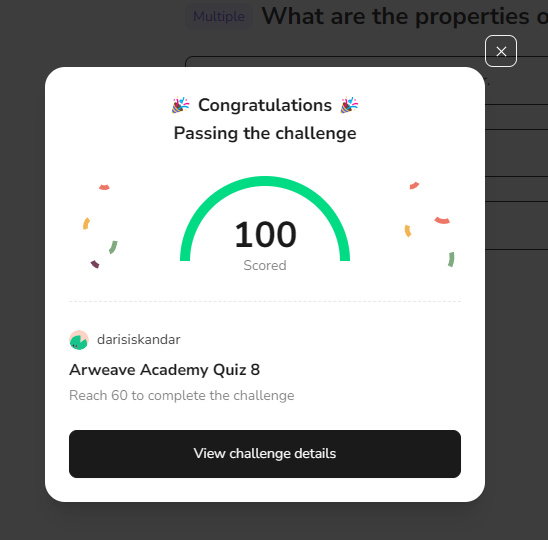 Multiple What are the properties o
Congratulations
Passing the challenge
100
Scored
darisiskandar
Arweave Academy Quiz 8
Reach 60 to complete the challenge
View challenge details